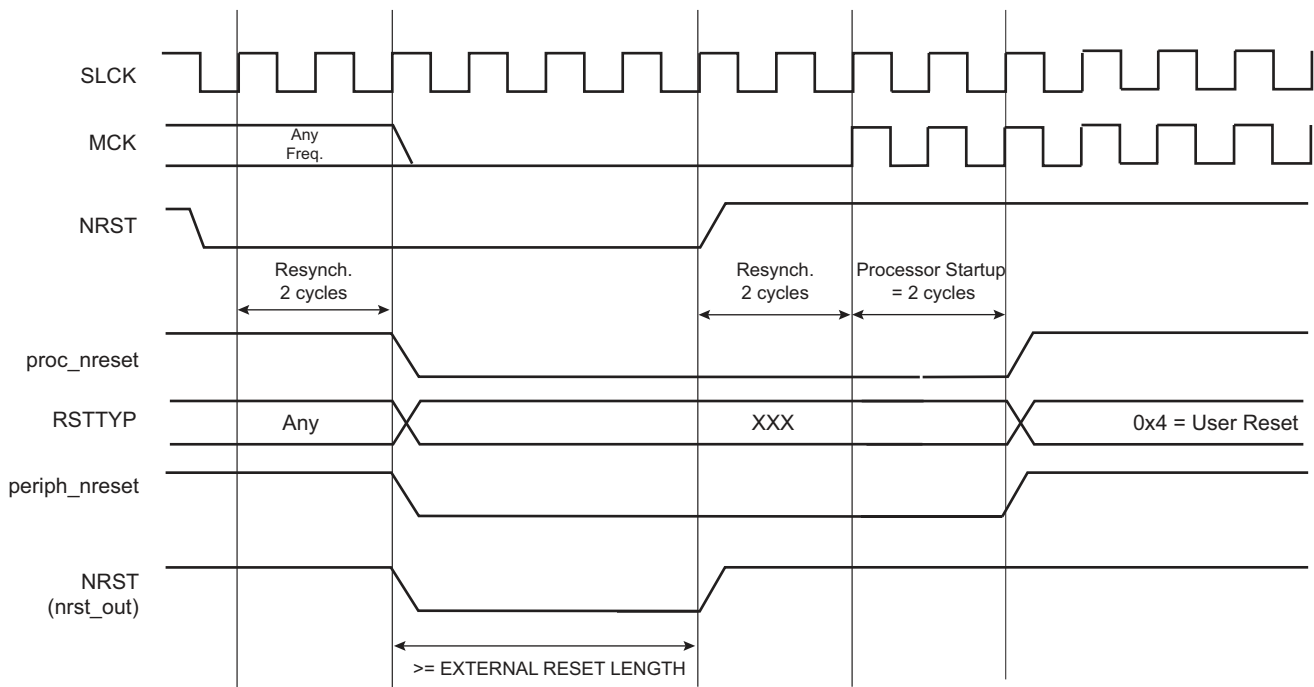 SLCK
MCK
Any
Freq.
NRST
Resynch.
2 cycles
Resynch.
2 cycles
Processor Startup
= 2 cycles
proc_nreset
RSTTYP
Any
XXX
0x4 = User Reset
periph_nreset
NRST
(nrst_out)
>= EXTERNAL RESET LENGTH